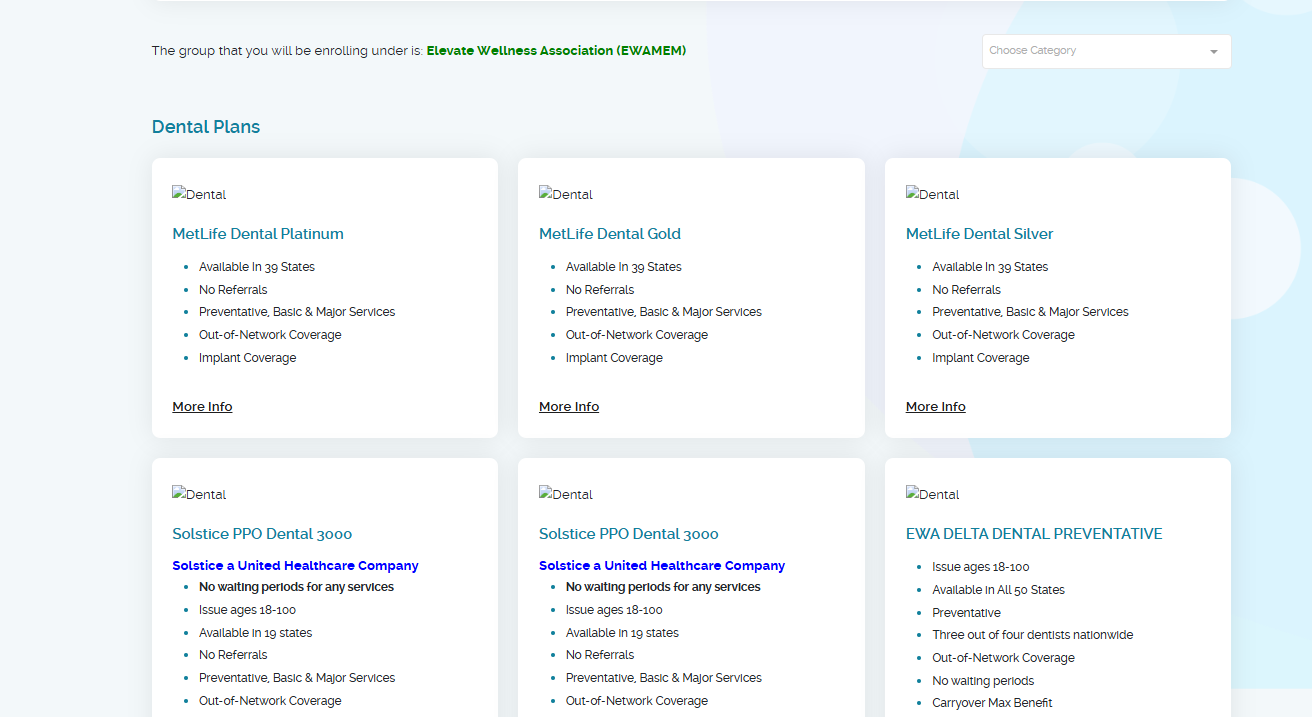 The group that you will be enrolling under is: Elevate Wellness Association (EWAMEM)
Choose Category
Dental Plans
Dental
MetLife Dental Platinum
Available In 39 States
No Referrals
Preventative, Basic & Major Services
Out-of-Network Coverage
Implant Coverage
More Info
Dental
MetLife Dental Gold
Available In 39 States
No Referrals
Preventative, Basic & Major Services
Out-of-Network Coverage
Implant Coverage
More Info
Dental
MetLife Dental Silver
Available In 39 States
No Referrals
Preventative, Basic & Major Services
Out-of-Network Coverage
Implant Coverage
More Info
Dental
Solstice PPO Dental 3000
Solstice a United Healthcare Company
No waiting periods for any services
Issue ages 18-100
Available in 19 states
No Referrals
Preventative, Basic & Major Services
Out-of-Network Coverage
Dental
Solstice PPO Dental 3000
Solstice a United Healthcare Company
No waiting periods for any services
Issue ages 18-100
Available in 19 states
No Referrals
Preventative, Basic & Major Services
Out-of-Network Coverage
Dental
EWA DELTA DENTAL PREVENTATIVE
Issue ages 18-100
Available in All 50 States
Preventative
Three out of four dentists nationwide
Out-of-Network Coverage
No waiting periods
Carryover Max Benefit